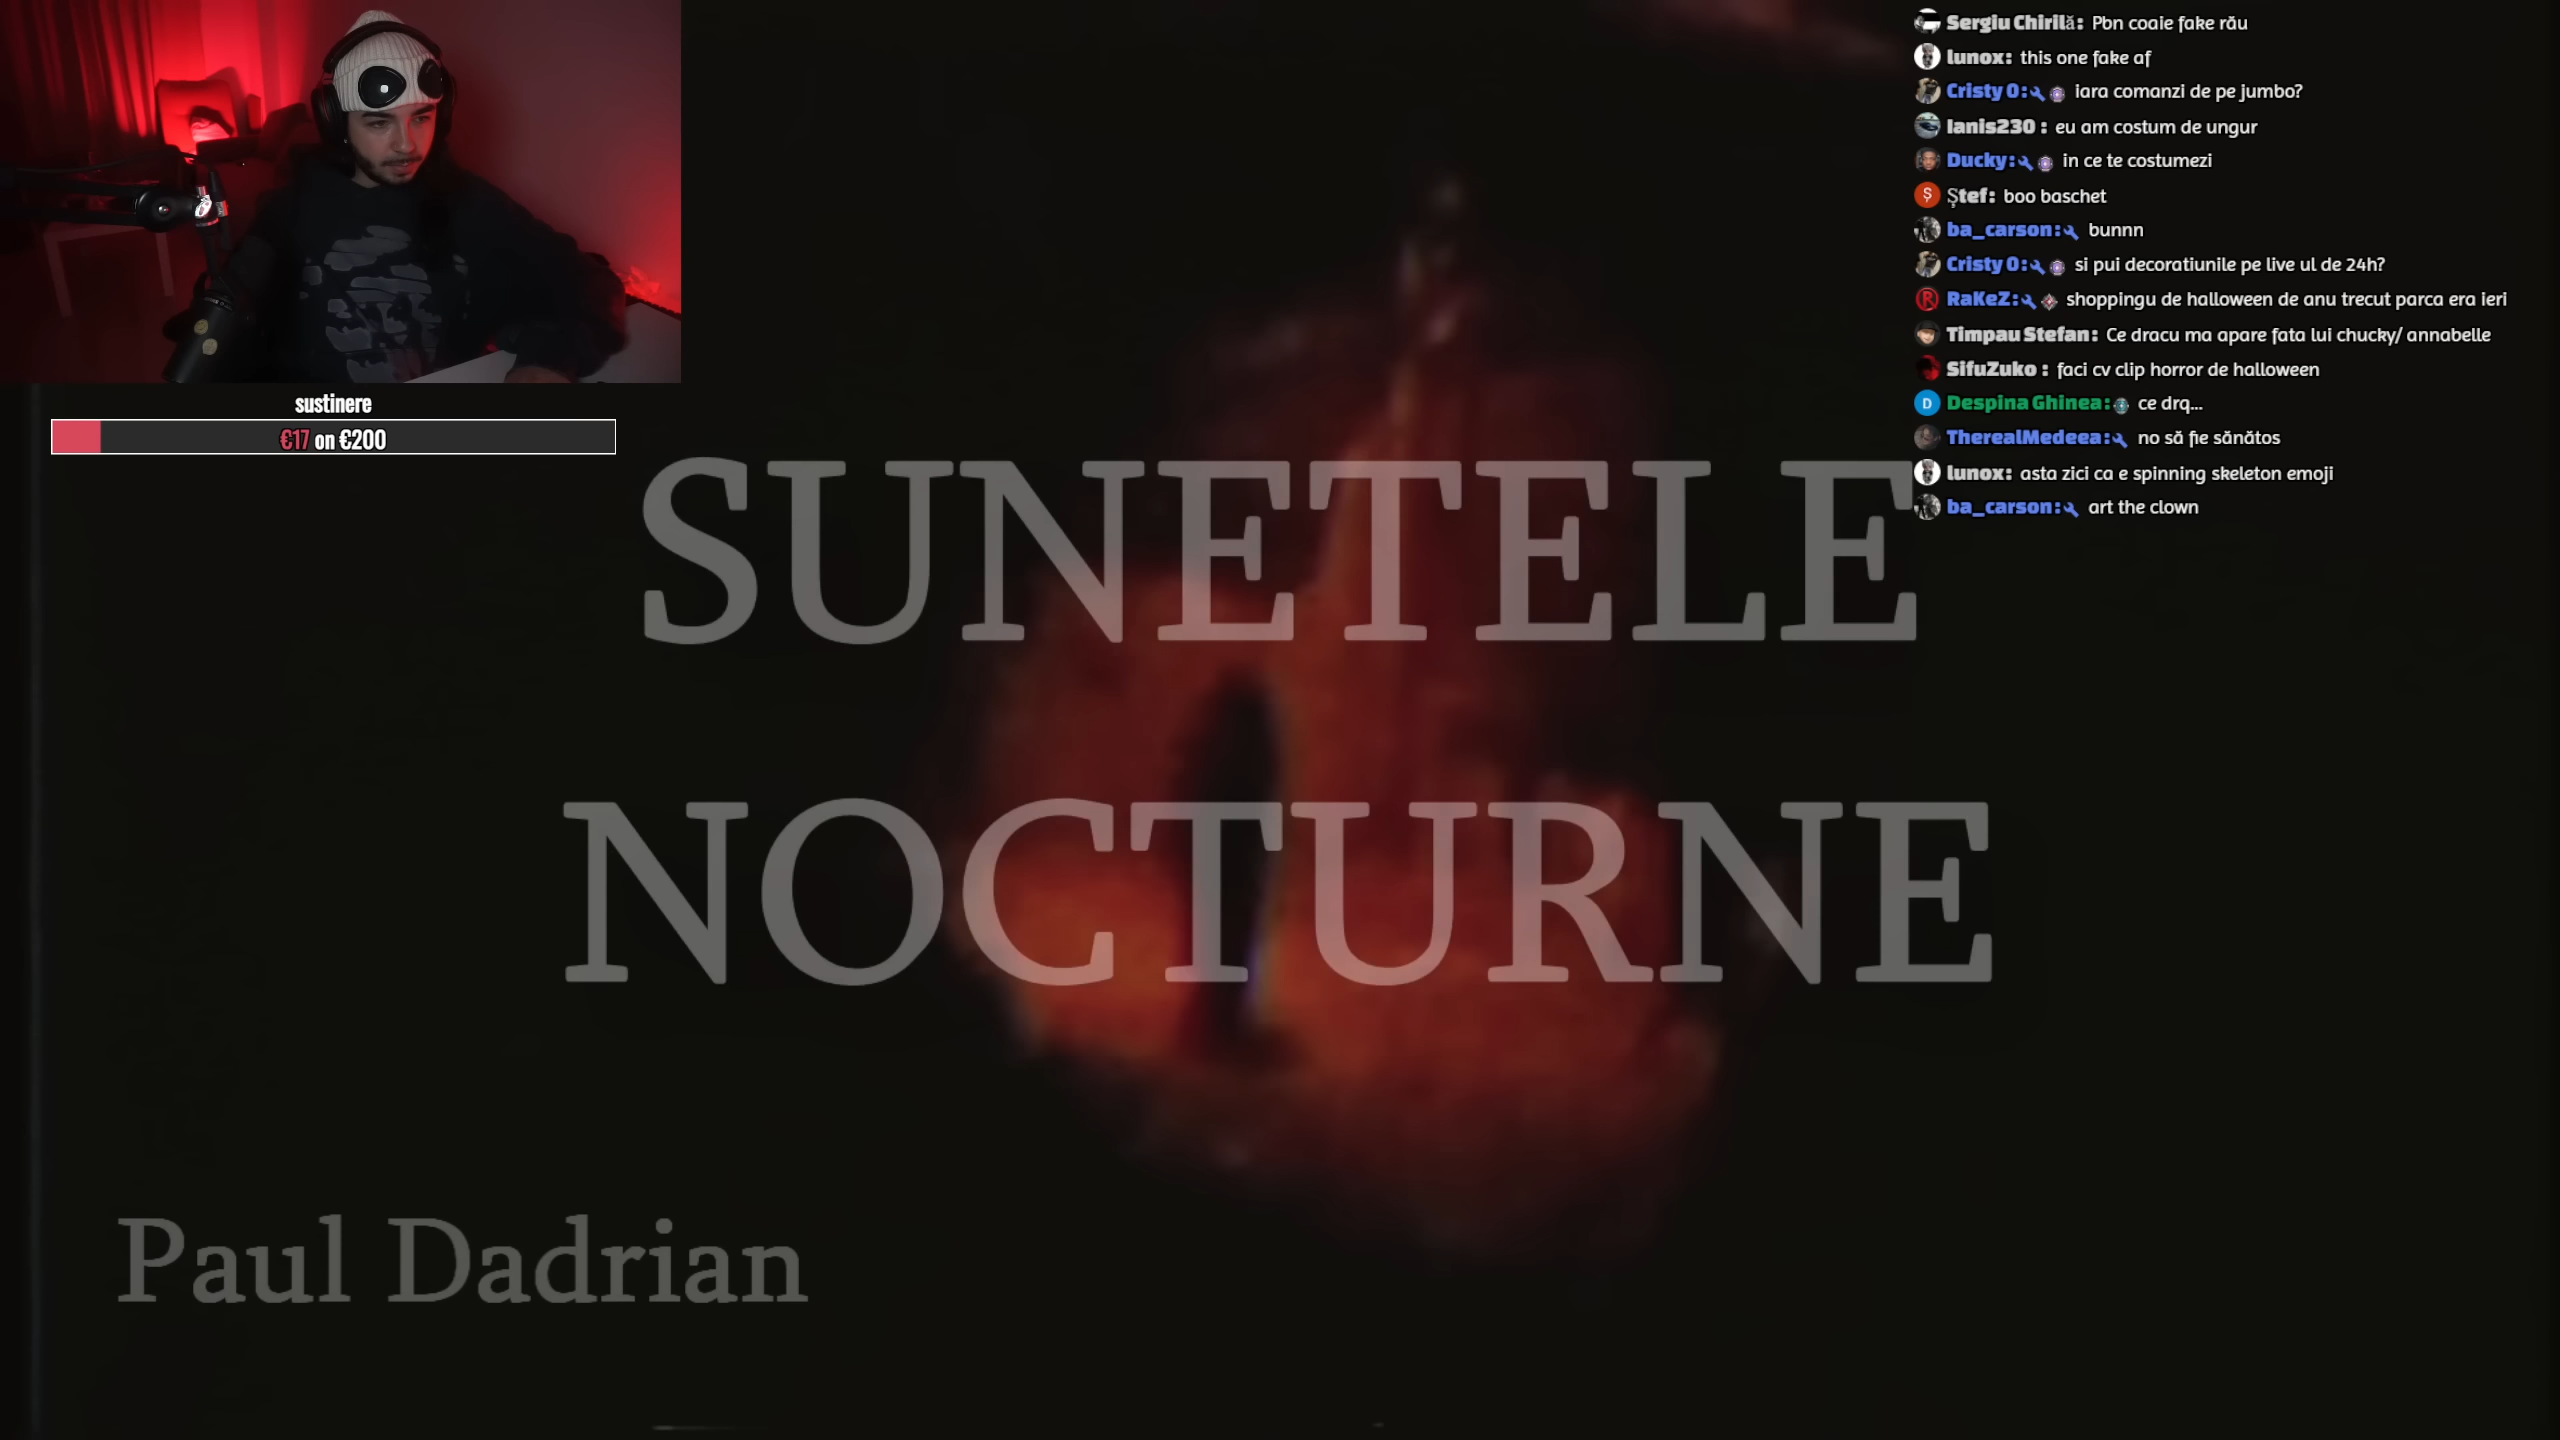 sustinere
€17 on €200
Sergiu Chirilă: Pbn coaie fake rău
lunox: this one fake af
Cristy O: iara comanzi de pe jumbo?
Ianis230 : eu am costum de ungur
Ducky: in ce te costumezi
Ș Ștef: boo baschet
ba_carson: bunnn
Cristy O: si pui decoratiunile pe live ul de 24h?
RaKeZ: shoppingu de halloween de anu trecut parca era ieri
Timpau Stefan: Ce dracu ma apare fata lui chucky/ annabelle
SifuZuko : faci cv clip horror de halloween
D Despina Ghinea: ce drq...
TherealMedeea: no să fie sănătos
lunox: asta zici ca e spinning skeleton emoji
ba_carson: art the clown
SUNETELE
NOCTURNE
Paul Dadrian